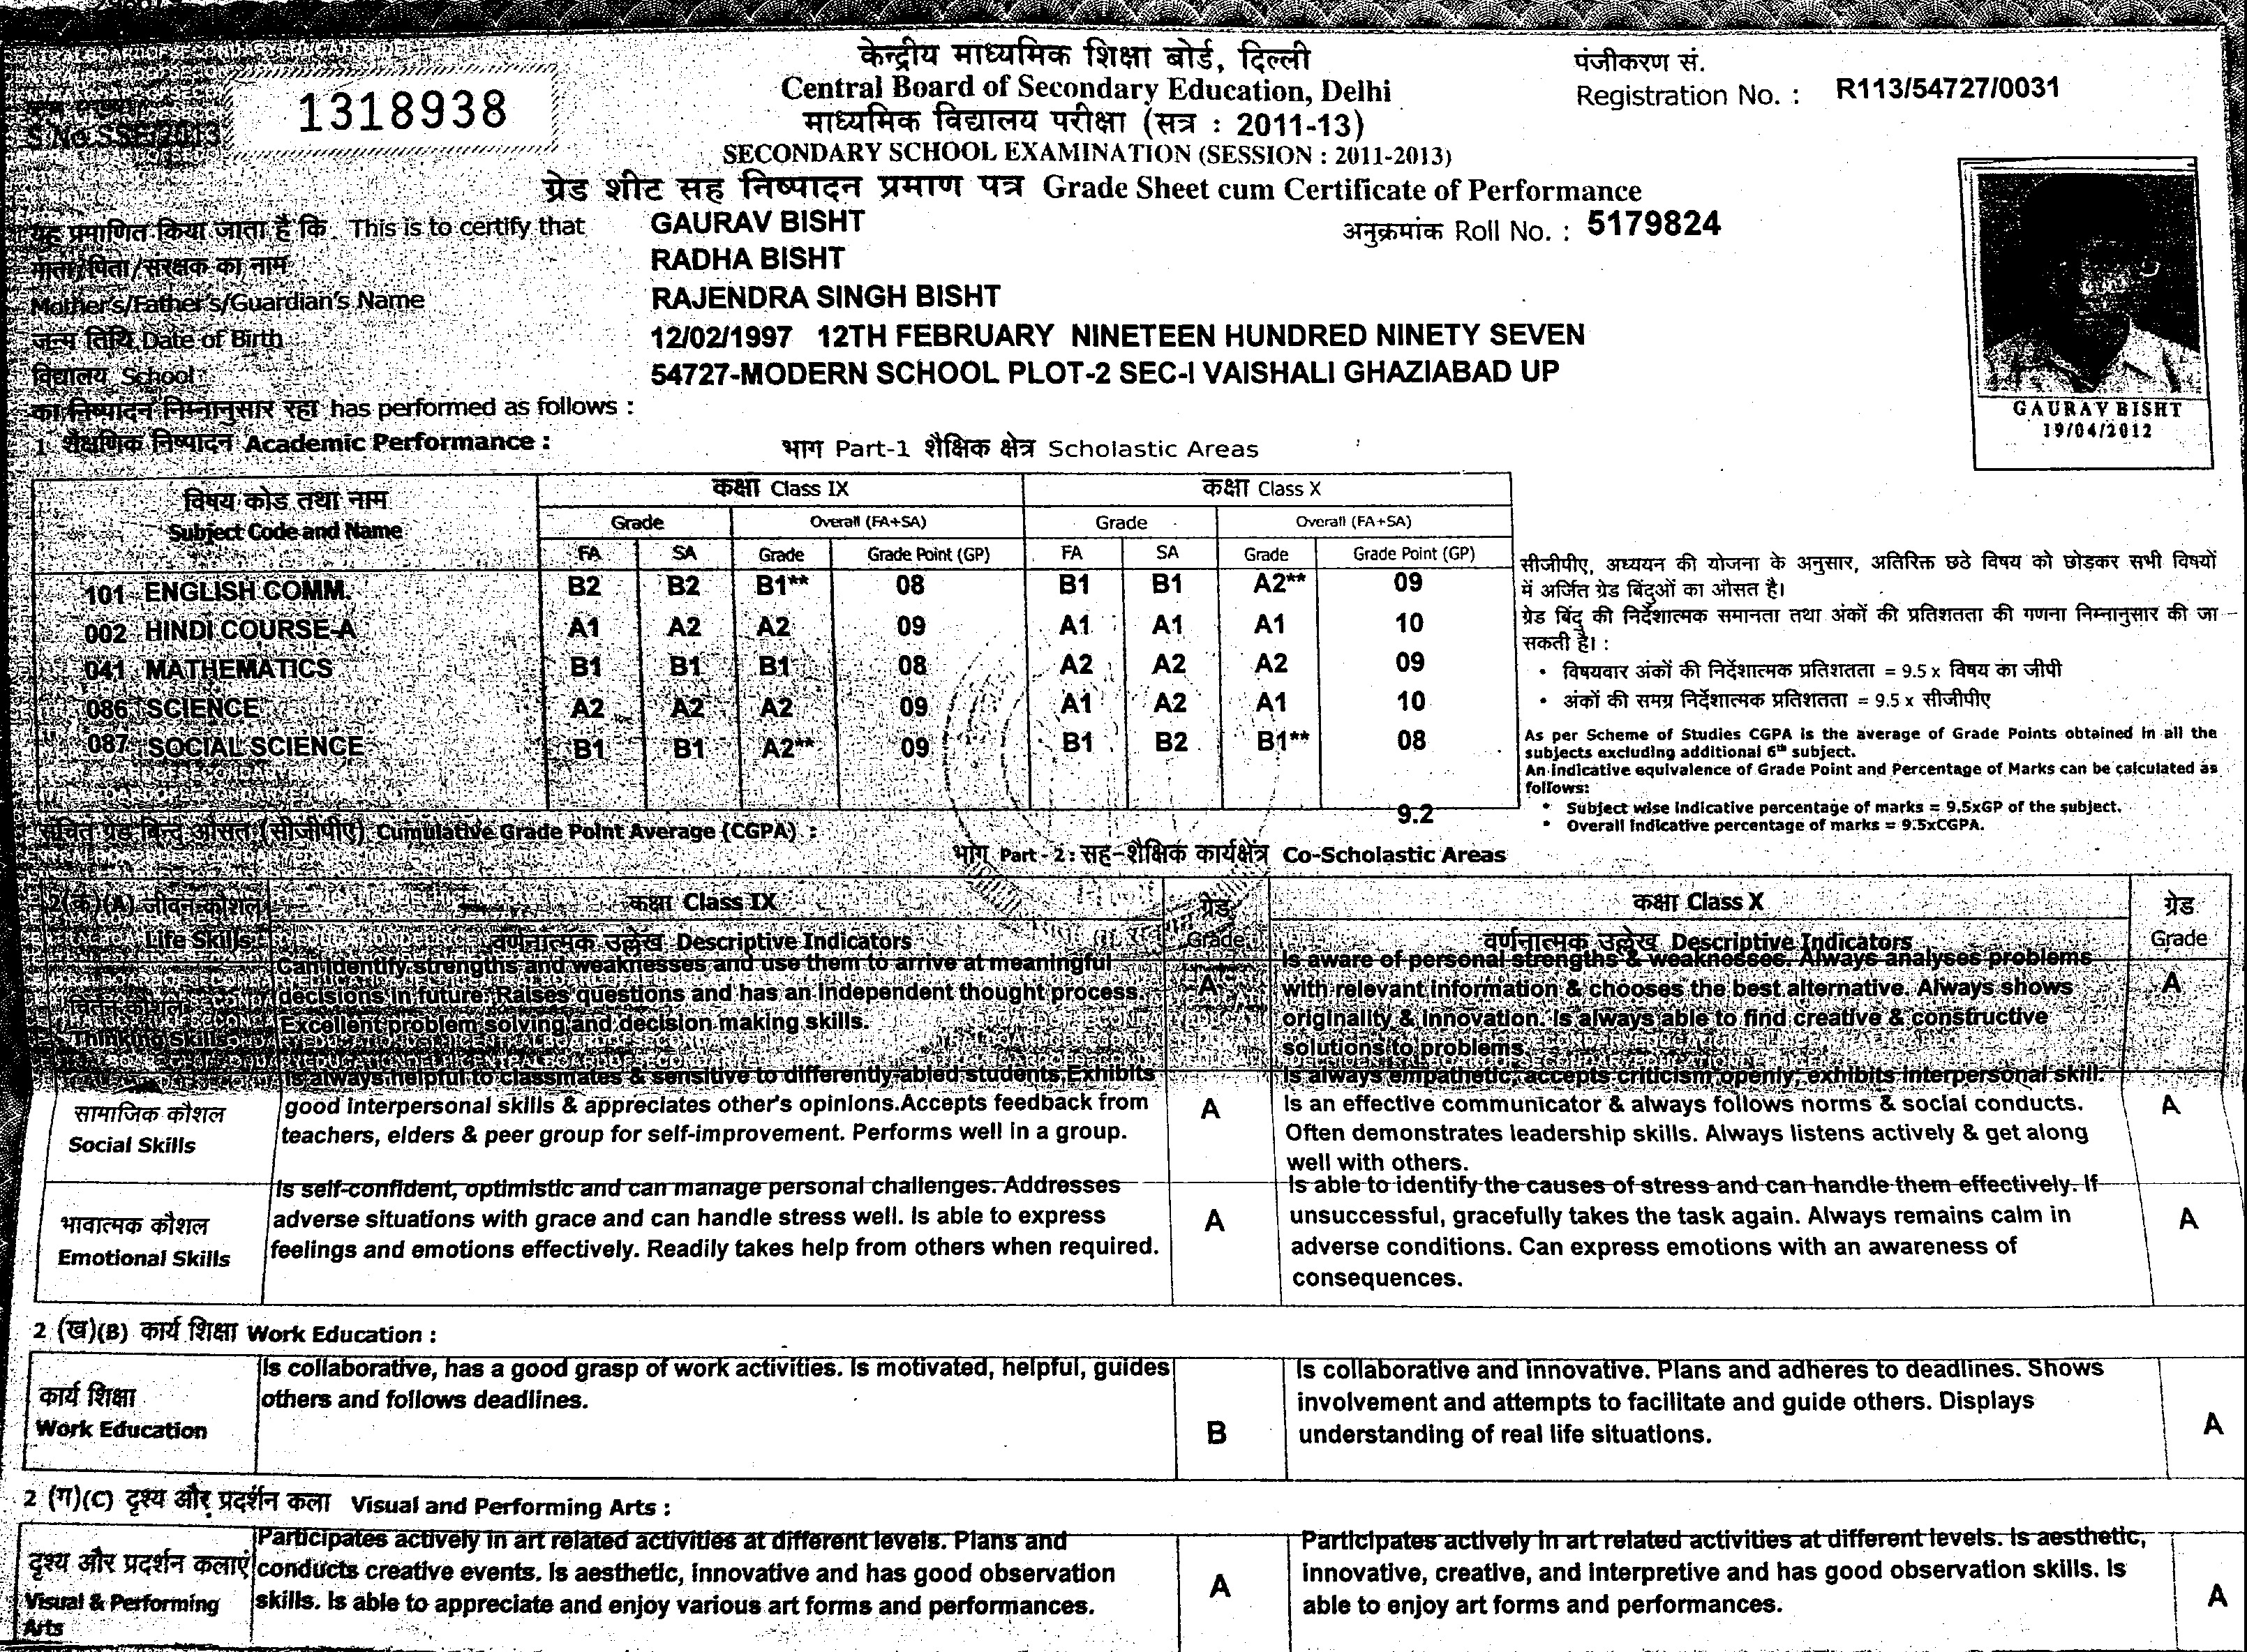 केन्द्रीय माध्यमिक शिक्षा बोर्ड, दिल्ली
Central Board of Secondary Education, Delhi
पंजीकरण सं.
Registration No. : R113/54727/0031
S.No.SSE/2013 1318938
माध्यमिक विद्यालय परीक्षा (सत्र : 2011-13)
SECONDARY SCHOOL EXAMINATION (SESSION : 2011-2013)
ग्रेड शीट सह निष्पादन प्रमाण पत्र Grade Sheet cum Certificate of Performance
यह प्रमाणित किया जाता है कि This is to certify that GAURAV BISHT
अनुक्रमांक Roll No. : 5179824
माता/पिता/संरक्षक का नाम RADHA BISHT
Mother's/Father's/Guardian's Name RAJENDRA SINGH BISHT
जन्म तिथि Date of Birth 12/02/1997 12TH FEBRUARY NINETEEN HUNDRED NINETY SEVEN
विद्यालय School 54727-MODERN SCHOOL PLOT-2 SEC-I VAISHALI GHAZIABAD UP
GAURAV BISHT
19/04/2012
का निष्पादन निम्नानुसार रहा has performed as follows :
1 शैक्षणिक निष्पादन Academic Performance :
भाग Part-1 शैक्षिक क्षेत्र Scholastic Areas
विषय कोड तथा नाम कक्षा Class IX कक्षा Class X
Subject Code and Name Grade Overall (FA+SA) Grade Overall (FA+SA)
FA SA Grade Grade Point (GP) FA SA Grade Grade Point (GP)
101 ENGLISH COMM. B2 B2 B1** 08 B1 B1 A2** 09
002 HINDI COURSE-A A1 A2 A2 09 A1 A1 A1 10
041 MATHEMATICS B1 B1 B1 08 A2 A2 A2 09
086 SCIENCE A2 A2 A2 09 A1 A2 A1 10
087 SOCIAL SCIENCE B1 B1 A2** 09 B1 B2 B1** 08
सीजीपीए, अध्ययन की योजना के अनुसार, अतिरिक्त छठे विषय को छोड़कर सभी विषयों
में अर्जित ग्रेड बिंदुओं का औसत है।
ग्रेड बिंदु की निर्देशात्मक समानता तथा अंकों की प्रतिशतता की गणना निम्नानुसार की जा
सकती है। :
• विषयवार अंकों की निर्देशात्मक प्रतिशतता = 9.5 x विषय का जीपी
• अंकों की समग्र निर्देशात्मक प्रतिशतता = 9.5 x सीजीपीए
As per Scheme of Studies CGPA is the average of Grade Points obtained in all the
subjects excluding additional 6th subject.
An indicative equivalence of Grade Point and Percentage of Marks can be calculated as
follows:
• Subject wise indicative percentage of marks = 9.5xGP of the subject.
• Overall indicative percentage of marks = 9.5xCGPA.
संचित ग्रेड बिन्दु औसत (सीजीपीए) Cumulative Grade Point Average (CGPA) : 9.2
भाग Part - 2 : सह-शैक्षिक कार्यक्षेत्र Co-Scholastic Areas
2(क)(A) जीवन कौशल कक्षा Class IX ग्रेड कक्षा Class X ग्रेड
Life Skills वर्णनात्मक उल्लेख Descriptive Indicators Grade वर्णनात्मक उल्लेख Descriptive Indicators Grade
चिंतन कौशल
Thinking Skills
Can identify strengths and weaknesses and use them to arrive at meaningful
decisions in future. Raises questions and has an independent thought process.
Excellent problem solving and decision making skills.
A
Is aware of personal strengths & weaknesses. Always analyses problems
with relevant information & chooses the best alternative. Always shows
originality & innovation. Is always able to find creative & constructive
solutions to problems.
A
सामाजिक कौशल
Social Skills
Is always helpful to classmates & sensitive to differently abled students.Exhibits
good interpersonal skills & appreciates other's opinions.Accepts feedback from
teachers, elders & peer group for self-improvement. Performs well in a group.
A
Is always empathetic, accepts criticism openly, exhibits interpersonal skill.
Is an effective communicator & always follows norms & social conducts.
Often demonstrates leadership skills. Always listens actively & get along
well with others.
A
भावात्मक कौशल
Emotional Skills
Is self-confident, optimistic and can manage personal challenges. Addresses
adverse situations with grace and can handle stress well. Is able to express
feelings and emotions effectively. Readily takes help from others when required.
A
Is able to identify the causes of stress and can handle them effectively. If
unsuccessful, gracefully takes the task again. Always remains calm in
adverse conditions. Can express emotions with an awareness of
consequences.
A
2 (ख)(B) कार्य शिक्षा Work Education :
कार्य शिक्षा
Work Education
Is collaborative, has a good grasp of work activities. Is motivated, helpful, guides
others and follows deadlines.
B
Is collaborative and innovative. Plans and adheres to deadlines. Shows
involvement and attempts to facilitate and guide others. Displays
understanding of real life situations.
A
2 (ग)(C) दृश्य और प्रदर्शन कला Visual and Performing Arts :
दृश्य और प्रदर्शन कलाएं
Visual & Performing
Arts
Participates actively in art related activities at different levels. Plans and
conducts creative events. Is aesthetic, innovative and has good observation
skills. Is able to appreciate and enjoy various art forms and performances.
A
Participates actively in art related activities at different levels. Is aesthetic,
innovative, creative, and interpretive and has good observation skills. Is
able to enjoy art forms and performances.
A